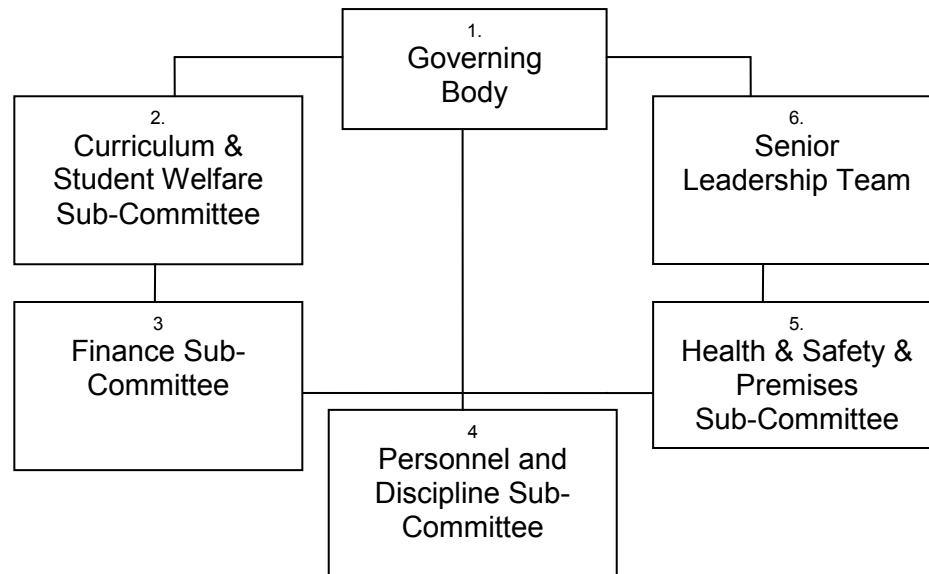 1.
Governing
Body
2.
Curriculum &
Student Welfare
Sub-Committee
6.
Senior
Leadership Team
3
Finance Sub-
Committee
5.
Health & Safety &
Premises
Sub-Committee
4
Personnel and
Discipline Sub-
Committee